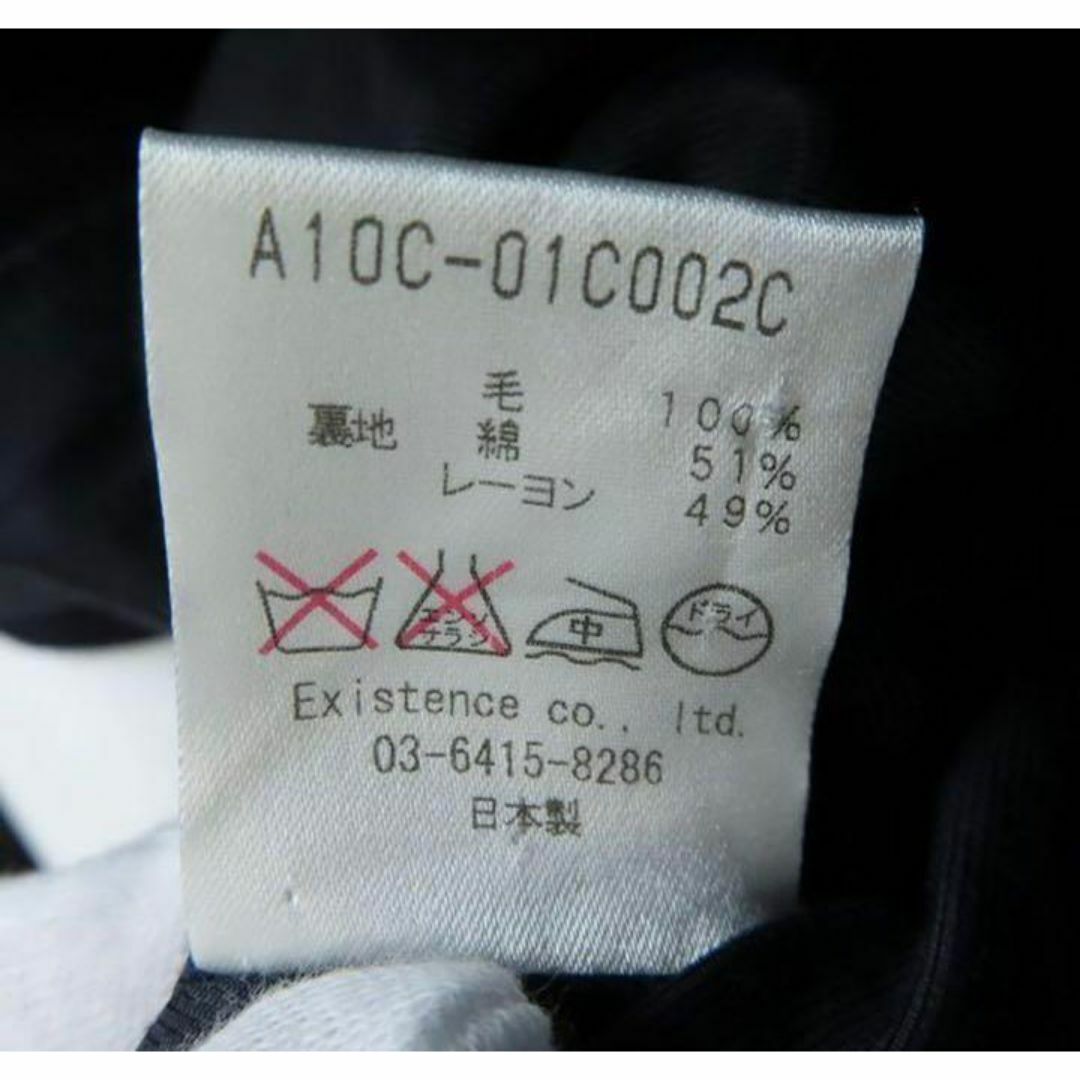 A10C-01C002C
毛 100%
裏地 綿 51%
レーヨン 49%
エンソ
サラシ
中
ドライ
Existence co., ltd.
03-6415-8286
日本製